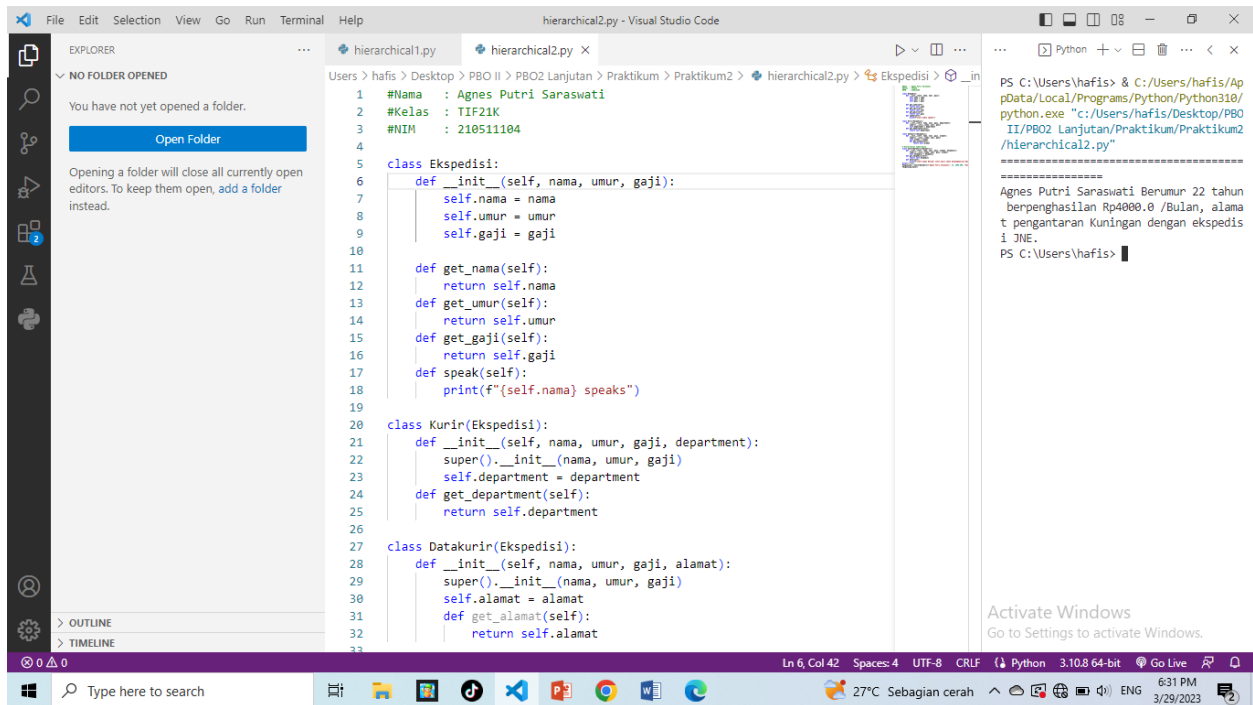 File Edit Selection View Go Run Terminal Help
hierarchical2.py - Visual Studio Code
EXPLORER
NO FOLDER OPENED
You have not yet opened a folder.
Open Folder
Opening a folder will close all currently open
editors. To keep them open, add a folder
instead.
OUTLINE
TIMELINE
hierarchical1.py
hierarchical2.py
Users > hafis > Desktop > PBO II > PBO2 Lanjutan > Praktikum > Praktikum2 > hierarchical2.py > Ekspedisi > __in
1 #Nama : Agnes Putri Saraswati
2 #Kelas : TIF21K
3 #NIM : 210511104
4
5 class Ekspedisi:
6 def __init__(self, nama, umur, gaji):
7 self.nama = nama
8 self.umur = umur
9 self.gaji = gaji
10
11 def get_nama(self):
12 return self.nama
13 def get_umur(self):
14 return self.umur
15 def get_gaji(self):
16 return self.gaji
17 def speak(self):
18 print(f"{self.nama} speaks")
19
20 class Kurir(Ekspedisi):
21 def __init__(self, nama, umur, gaji, department):
22 super().__init__(nama, umur, gaji)
23 self.department = department
24 def get_department(self):
25 return self.department
26
27 class Datakurir(Ekspedisi):
28 def __init__(self, nama, umur, gaji, alamat):
29 super().__init__(nama, umur, gaji)
30 self.alamat = alamat
31 def get_alamat(self):
32 return self.alamat
33
Python
PS C:\Users\hafis> & C:/Users/hafis/Ap
pData/Local/Programs/Python/Python310/
python.exe "c:/Users/hafis/Desktop/PBO
II/PBO2 Lanjutan/Praktikum/Praktikum2
/hierarchical2.py"
======================================
================
Agnes Putri Saraswati Berumur 22 tahun
berpenghasilan Rp4000.0 /Bulan, alama
t pengantaran Kuningan dengan ekspedis
i JNE.
PS C:\Users\hafis>
Activate Windows
Go to Settings to activate Windows.
2
0 0
Ln 6, Col 42 Spaces: 4 UTF-8 CRLF Python 3.10.8 64-bit Go Live
Type here to search
27°C Sebagian cerah
ENG
6:31 PM
3/29/2023
2